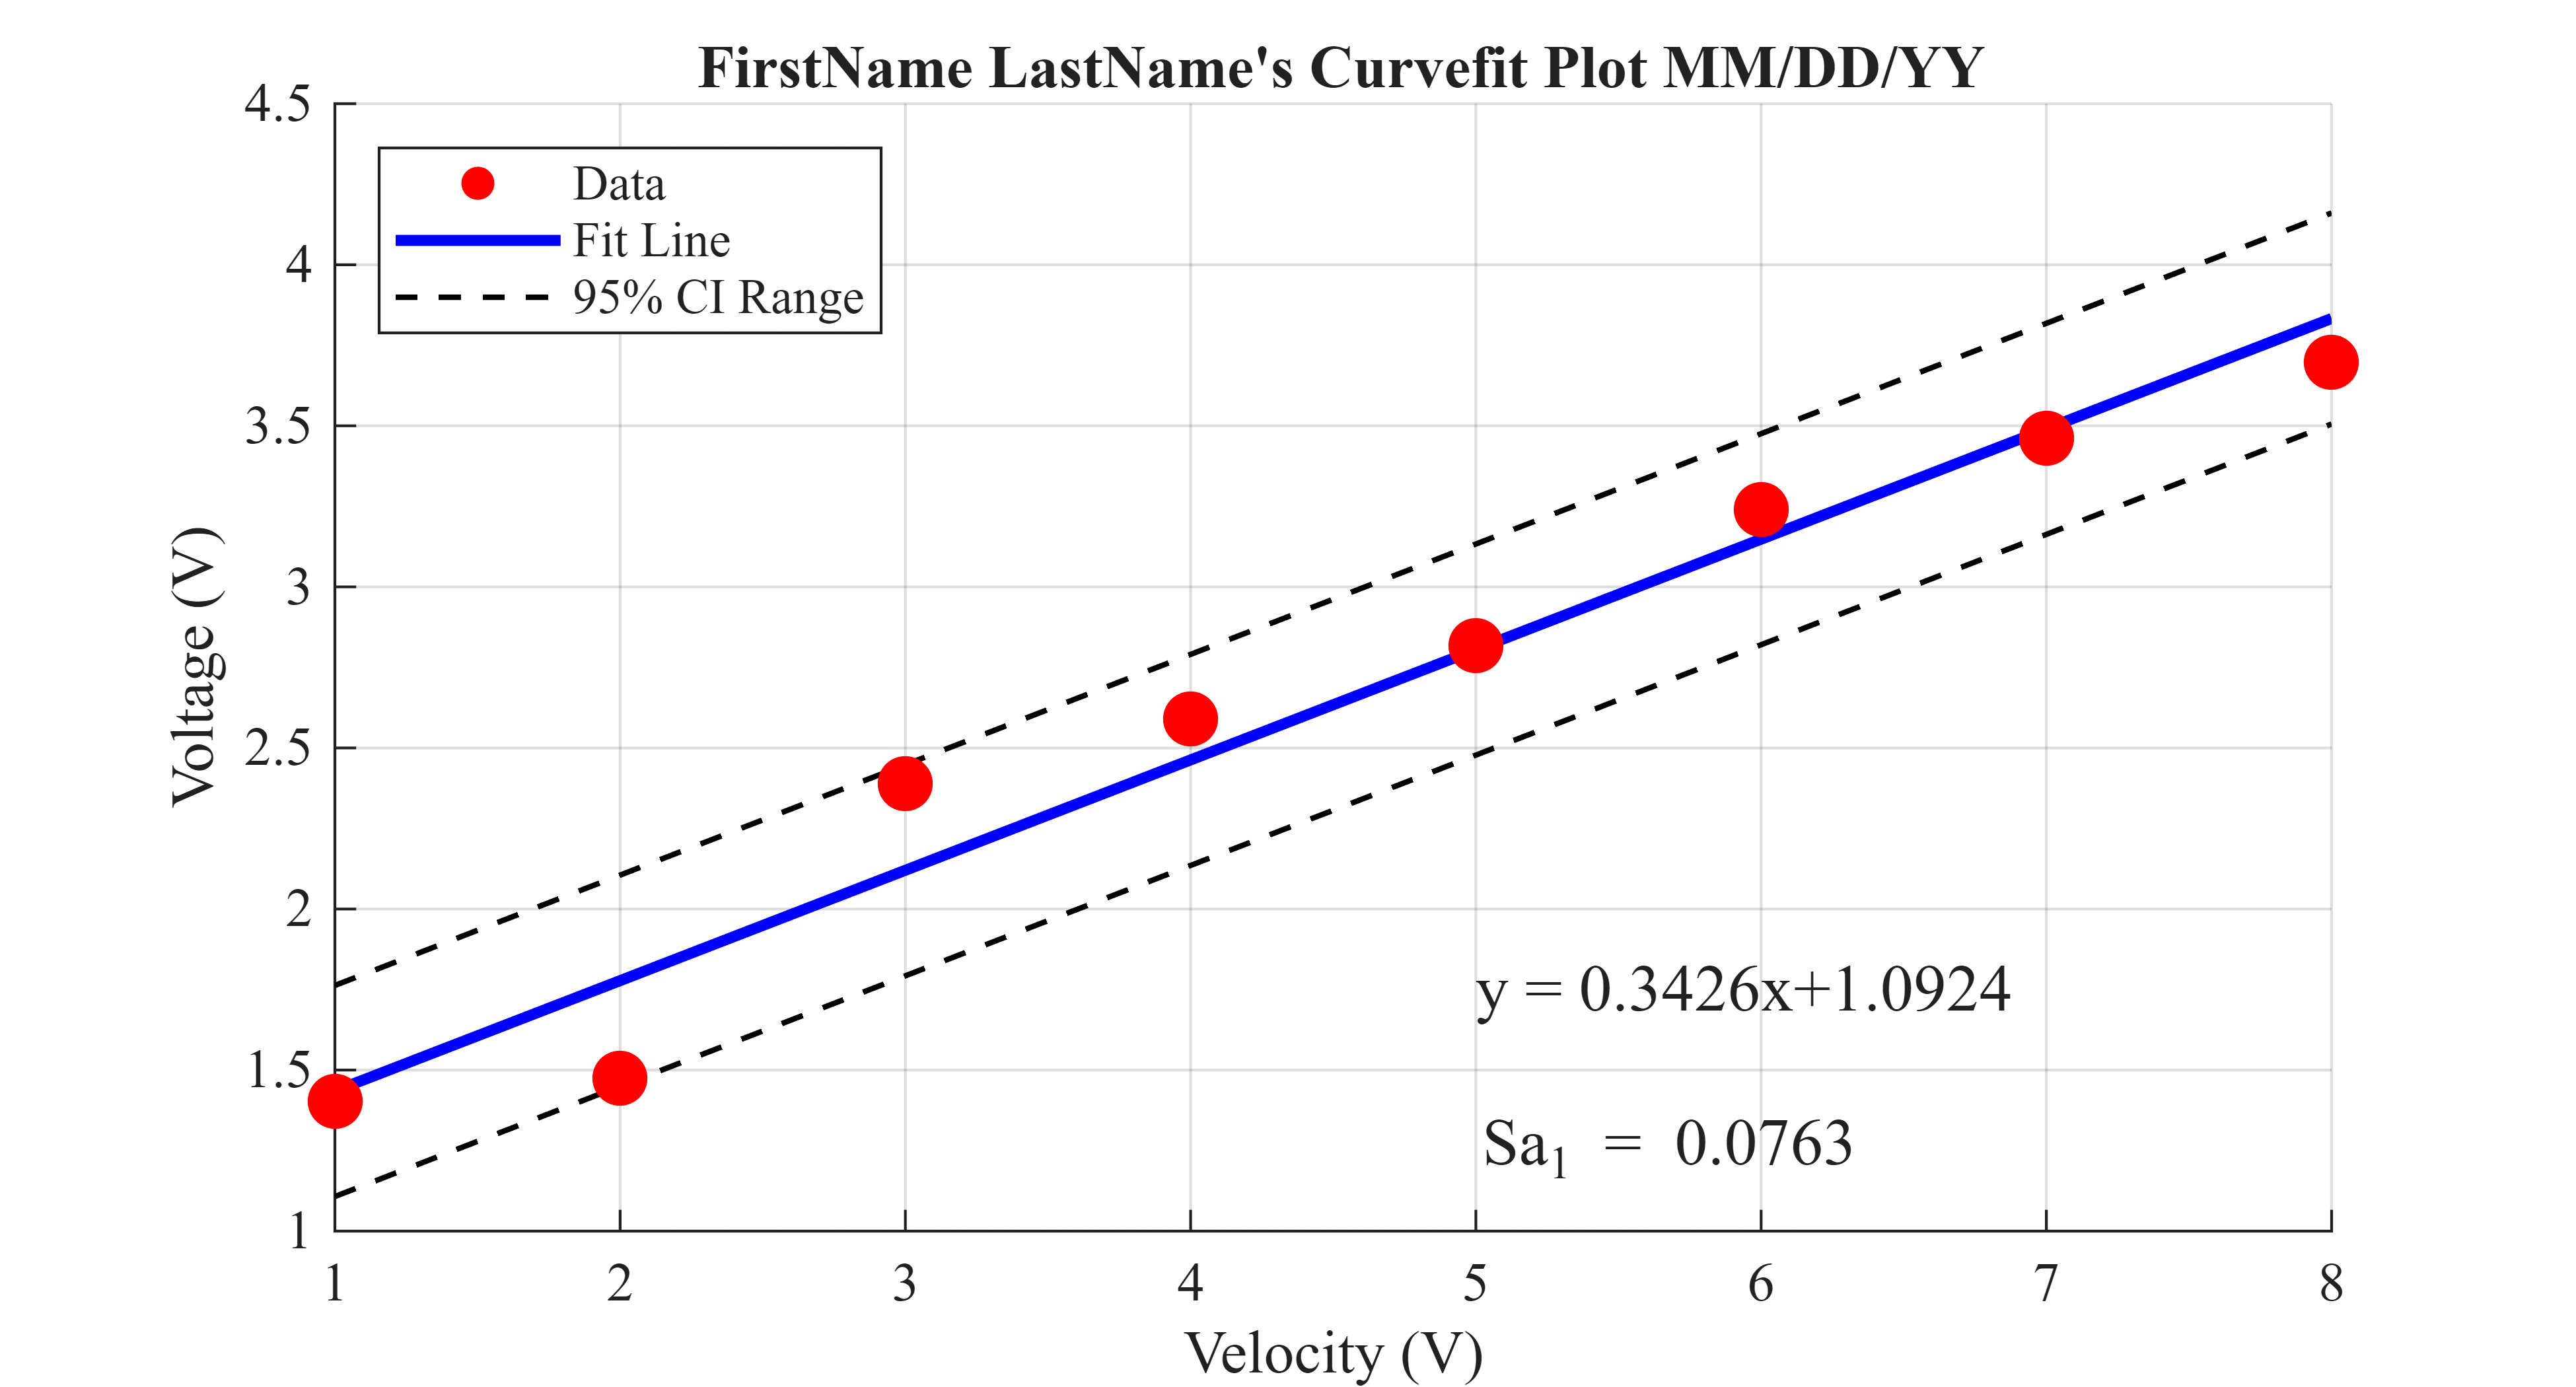 FirstName LastName's Curvefit Plot MM/DD/YY
4.5
4
3.5
3
2.5
2
1.5
1
Voltage (V)
Data
Fit Line
95% CI Range
y = 0.3426x+1.0924
Sa₁ = 0.0763
1 2 3 4 5 6 7 8
Velocity (V)